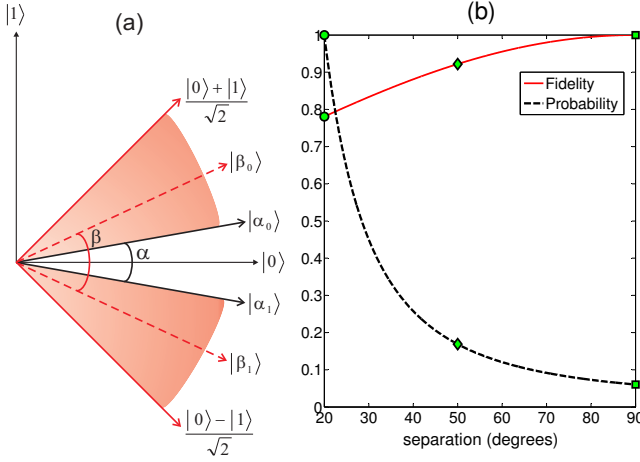 (a)
|1⟩
|0⟩+|1⟩
√2
|β₀⟩
|α₀⟩
β
α
|0⟩
|α₁⟩
|β₁⟩
|0⟩−|1⟩
√2
(b)
1
0.9
0.8
0.7
0.6
0.5
0.4
0.3
0.2
0.1
0
20 30 40 50 60 70 80 90
separation (degrees)
Fidelity
Probability